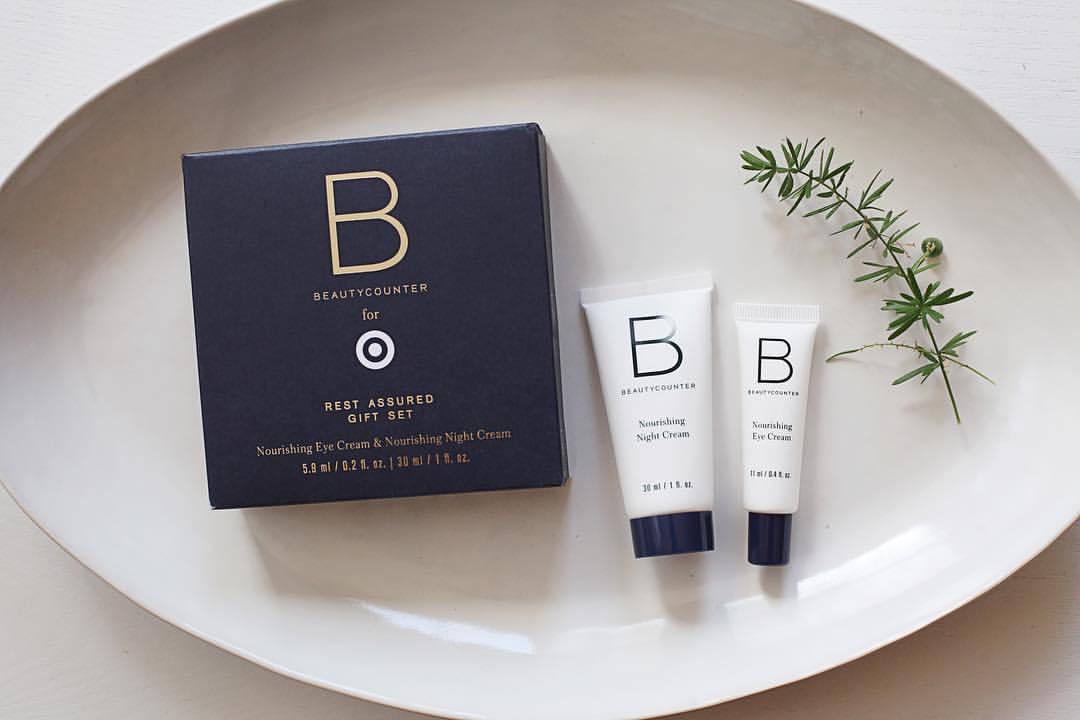 B
BEAUTYCOUNTER
for
REST ASSURED
GIFT SET
Nourishing Eye Cream & Nourishing Night Cream
5.9 ml / 0.2 fl. oz. | 30 ml / 1 fl. oz.
B
BEAUTYCOUNTER
Nourishing
Night Cream
30 ml / 1 fl. oz.
B
BEAUTYCOUNTER
Nourishing
Eye Cream
11 ml / 0.4 fl. oz.